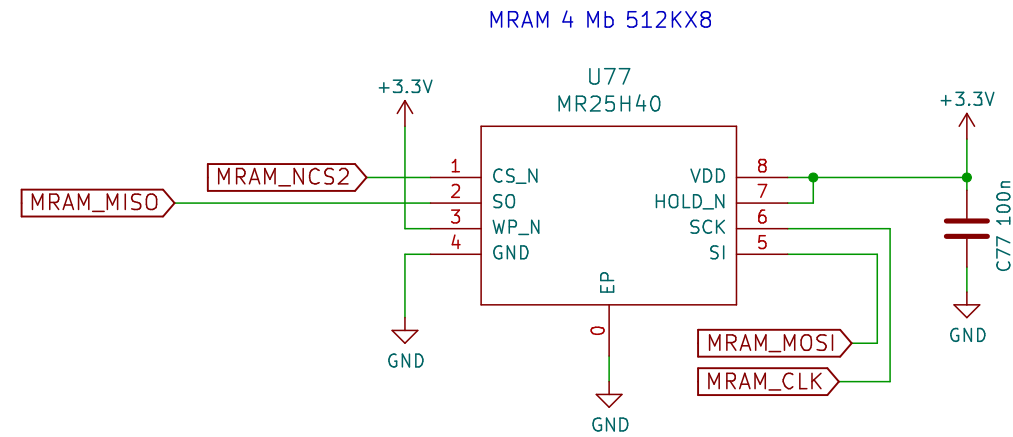 MRAM 4 Mb 512KX8
U77
MR25H40
+3.3V
+3.3V
MRAM_NCS2
MRAM_MISO
1 CS_N
2 SO
3 WP_N
4 GND
VDD 8
HOLD_N 7
SCK 6
SI 5
EP
0
C77 100n
GND
GND
GND
MRAM_MOSI
MRAM_CLK